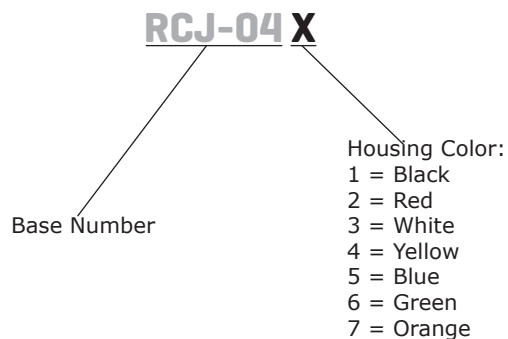 RCJ-04 X
Housing Color:
1 = Black
2 = Red
3 = White
4 = Yellow
5 = Blue
6 = Green
7 = Orange
Base Number